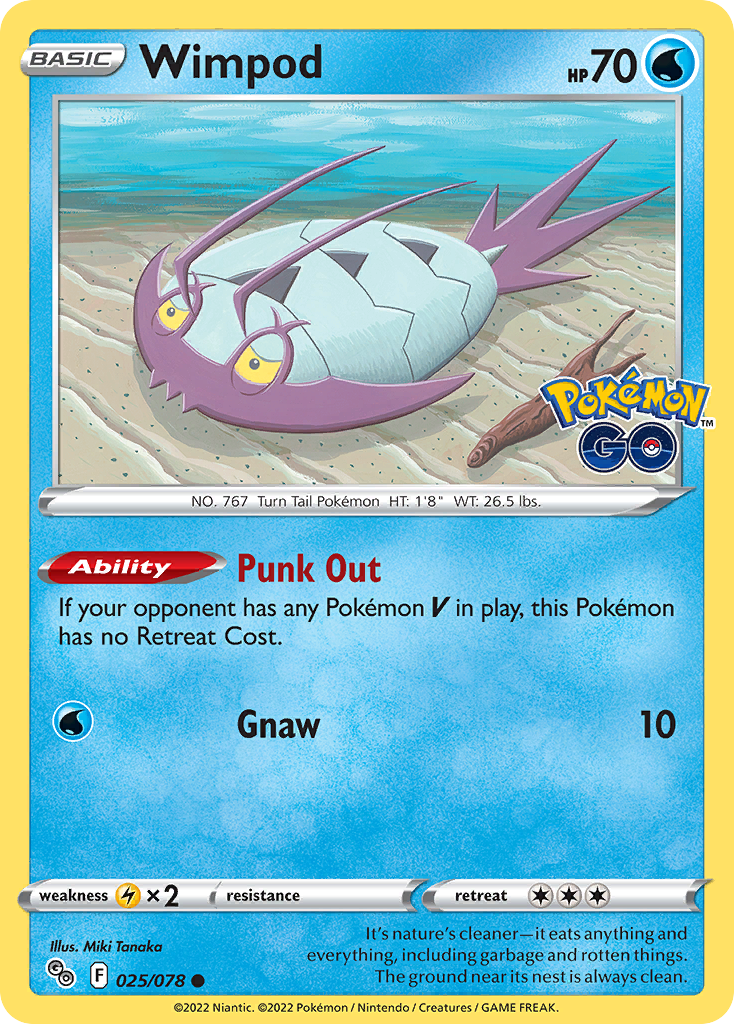 BASIC Wimpod HP70
POKéMON™
GO
NO. 767 Turn Tail Pokémon HT: 1'8" WT: 26.5 lbs.
Ability Punk Out
If your opponent has any Pokémon V in play, this Pokémon
has no Retreat Cost.
Gnaw 10
weakness ×2 resistance retreat
Illus. Miki Tanaka
It's nature's cleaner—it eats anything and
everything, including garbage and rotten things.
The ground near its nest is always clean.
GO F 025/078
©2022 Niantic. ©2022 Pokémon / Nintendo / Creatures / GAME FREAK.